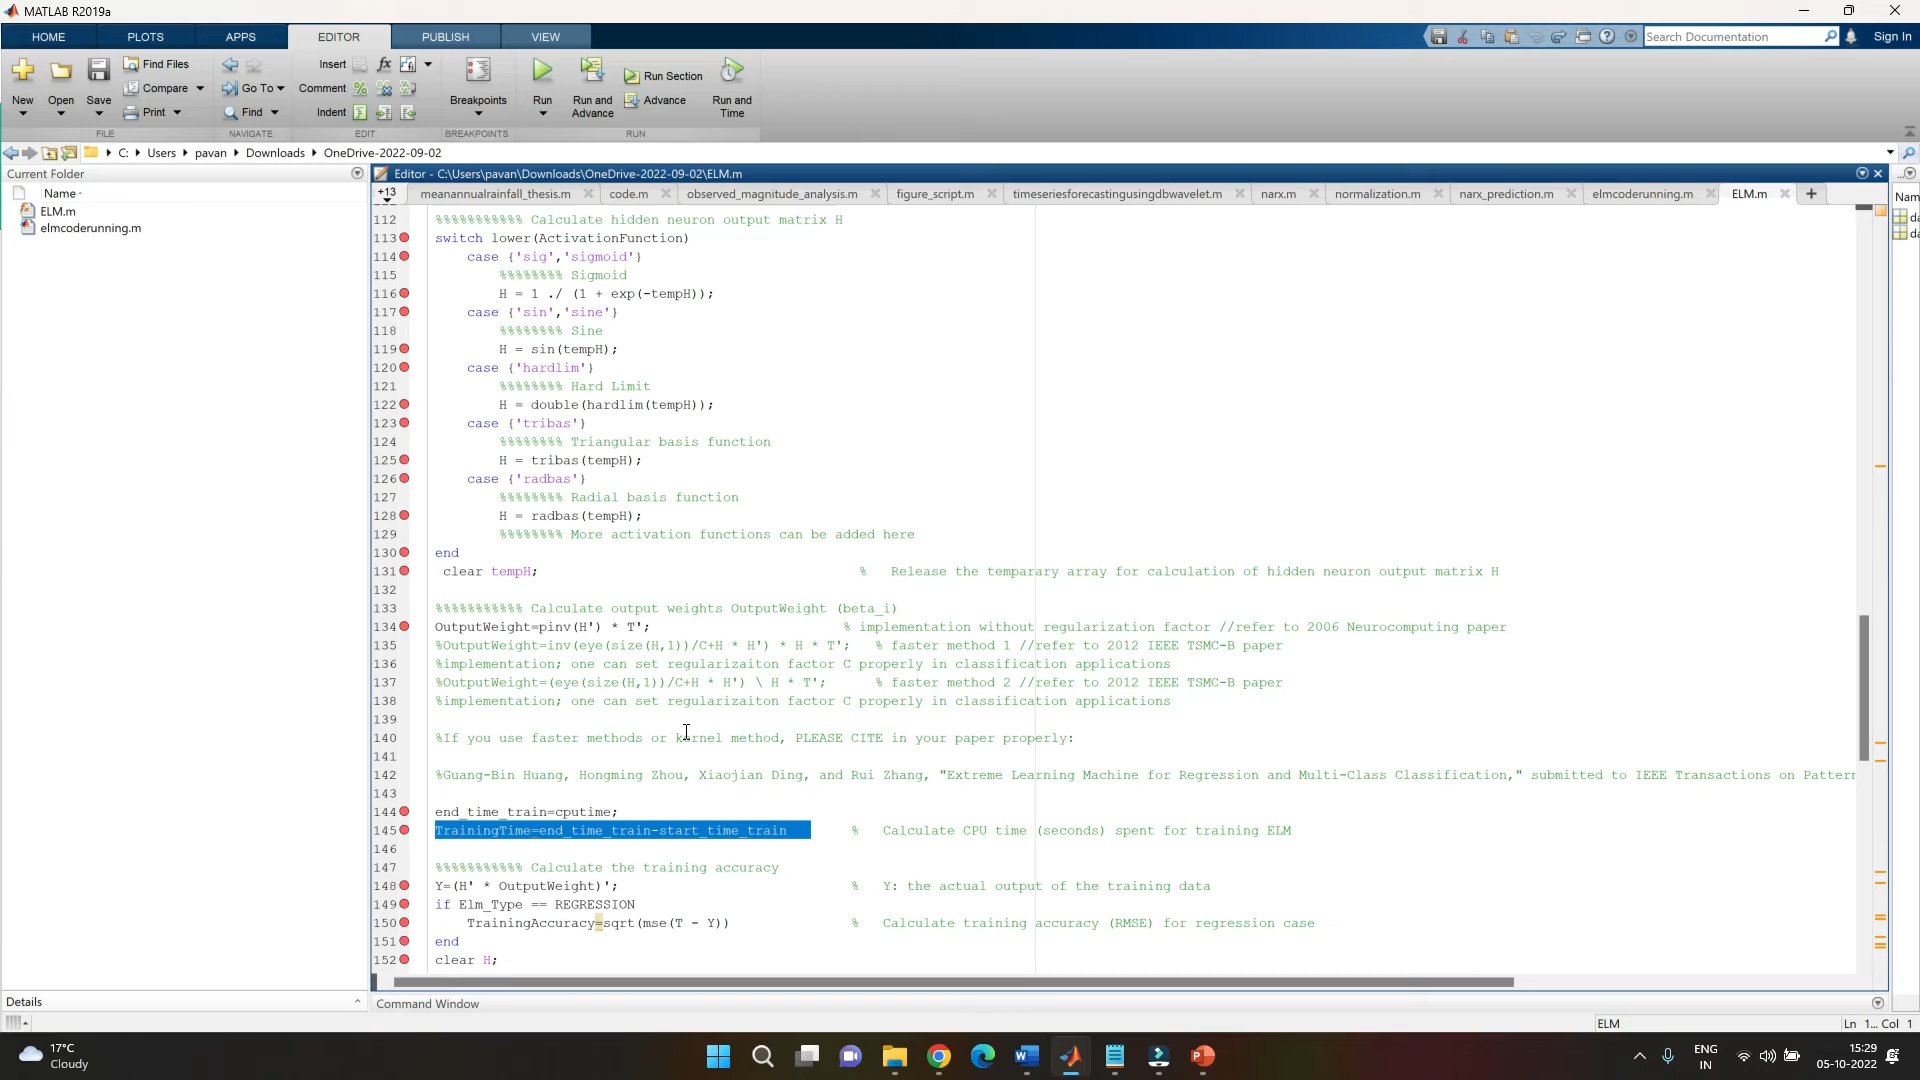 MATLAB R2019a
HOME PLOTS APPS EDITOR PUBLISH VIEW
Search Documentation
Sign In
Find Files
Insert fx
Run Section
New Open Save Compare Go To Comment Breakpoints Run Run and Advance Advance Run and Time
Print Find Indent
FILE NAVIGATE EDIT BREAKPOINTS RUN
C: Users pavan Downloads OneDrive-2022-09-02
Current Folder
Editor - C:\Users\pavan\Downloads\OneDrive-2022-09-02\ELM.m
Name
ELM.m
elmcoderunning.m
+13 meanannualrainfall_thesis.m code.m observed_magnitude_analysis.m figure_script.m timeseriesforecastingusingdbwavelet.m narx.m normalization.m narx_prediction.m elmcoderunning.m ELM.m +
112 %%%%%%%%%%% Calculate hidden neuron output matrix H
113 switch lower(ActivationFunction)
114 case {'sig','sigmoid'}
115 %%%%%%%% Sigmoid
116 H = 1 ./ (1 + exp(-tempH));
117 case {'sin','sine'}
118 %%%%%%%% Sine
119 H = sin(tempH);
120 case {'hardlim'}
121 %%%%%%%% Hard Limit
122 H = double(hardlim(tempH));
123 case {'tribas'}
124 %%%%%%%% Triangular basis function
125 H = tribas(tempH);
126 case {'radbas'}
127 %%%%%%%% Radial basis function
128 H = radbas(tempH);
129 %%%%%%%% More activation functions can be added here
130 end
131 clear tempH; % Release the temparary array for calculation of hidden neuron output matrix H
132
133 %%%%%%%%%%% Calculate output weights OutputWeight (beta_i)
134 OutputWeight=pinv(H') * T'; % implementation without regularization factor //refer to 2006 Neurocomputing paper
135 %OutputWeight=inv(eye(size(H,1))/C+H * H') * H * T'; % faster method 1 //refer to 2012 IEEE TSMC-B paper
136 %implementation; one can set regularizaiton factor C properly in classification applications
137 %OutputWeight=(eye(size(H,1))/C+H * H') \ H * T'; % faster method 2 //refer to 2012 IEEE TSMC-B paper
138 %implementation; one can set regularizaiton factor C properly in classification applications
139
140 %If you use faster methods or kernel method, PLEASE CITE in your paper properly:
141
142 %Guang-Bin Huang, Hongming Zhou, Xiaojian Ding, and Rui Zhang, "Extreme Learning Machine for Regression and Multi-Class Classification," submitted to IEEE Transactions on Pattern
143
144 end_time_train=cputime;
145 TrainingTime=end_time_train-start_time_train % Calculate CPU time (seconds) spent for training ELM
146
147 %%%%%%%%%%% Calculate the training accuracy
148 Y=(H' * OutputWeight)'; % Y: the actual output of the training data
149 if Elm_Type == REGRESSION
150 TrainingAccuracy=sqrt(mse(T - Y)) % Calculate training accuracy (RMSE) for regression case
151 end
152 clear H;
Details
Command Window
ELM
Ln 1... Col 1
17°C
Cloudy
ENG
IN
15:29
05-10-2022